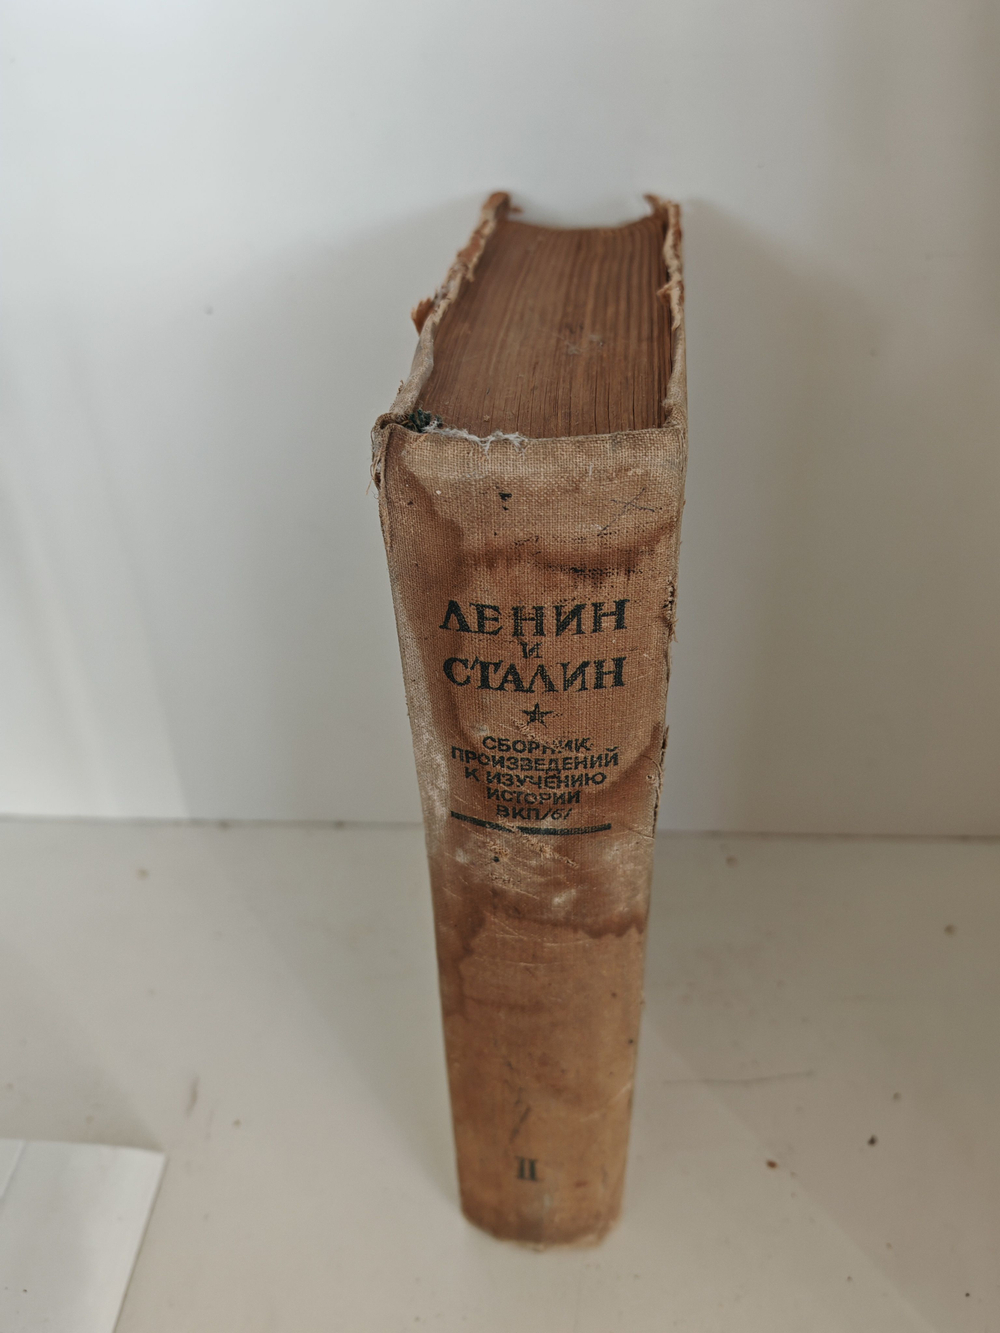 ЛЕНИН
И
СТАЛИН
СБОРНИК
ПРОИЗВЕДЕНИЙ
К ИЗУЧЕНИЮ
ИСТОРИИ
ВКП/б/
II